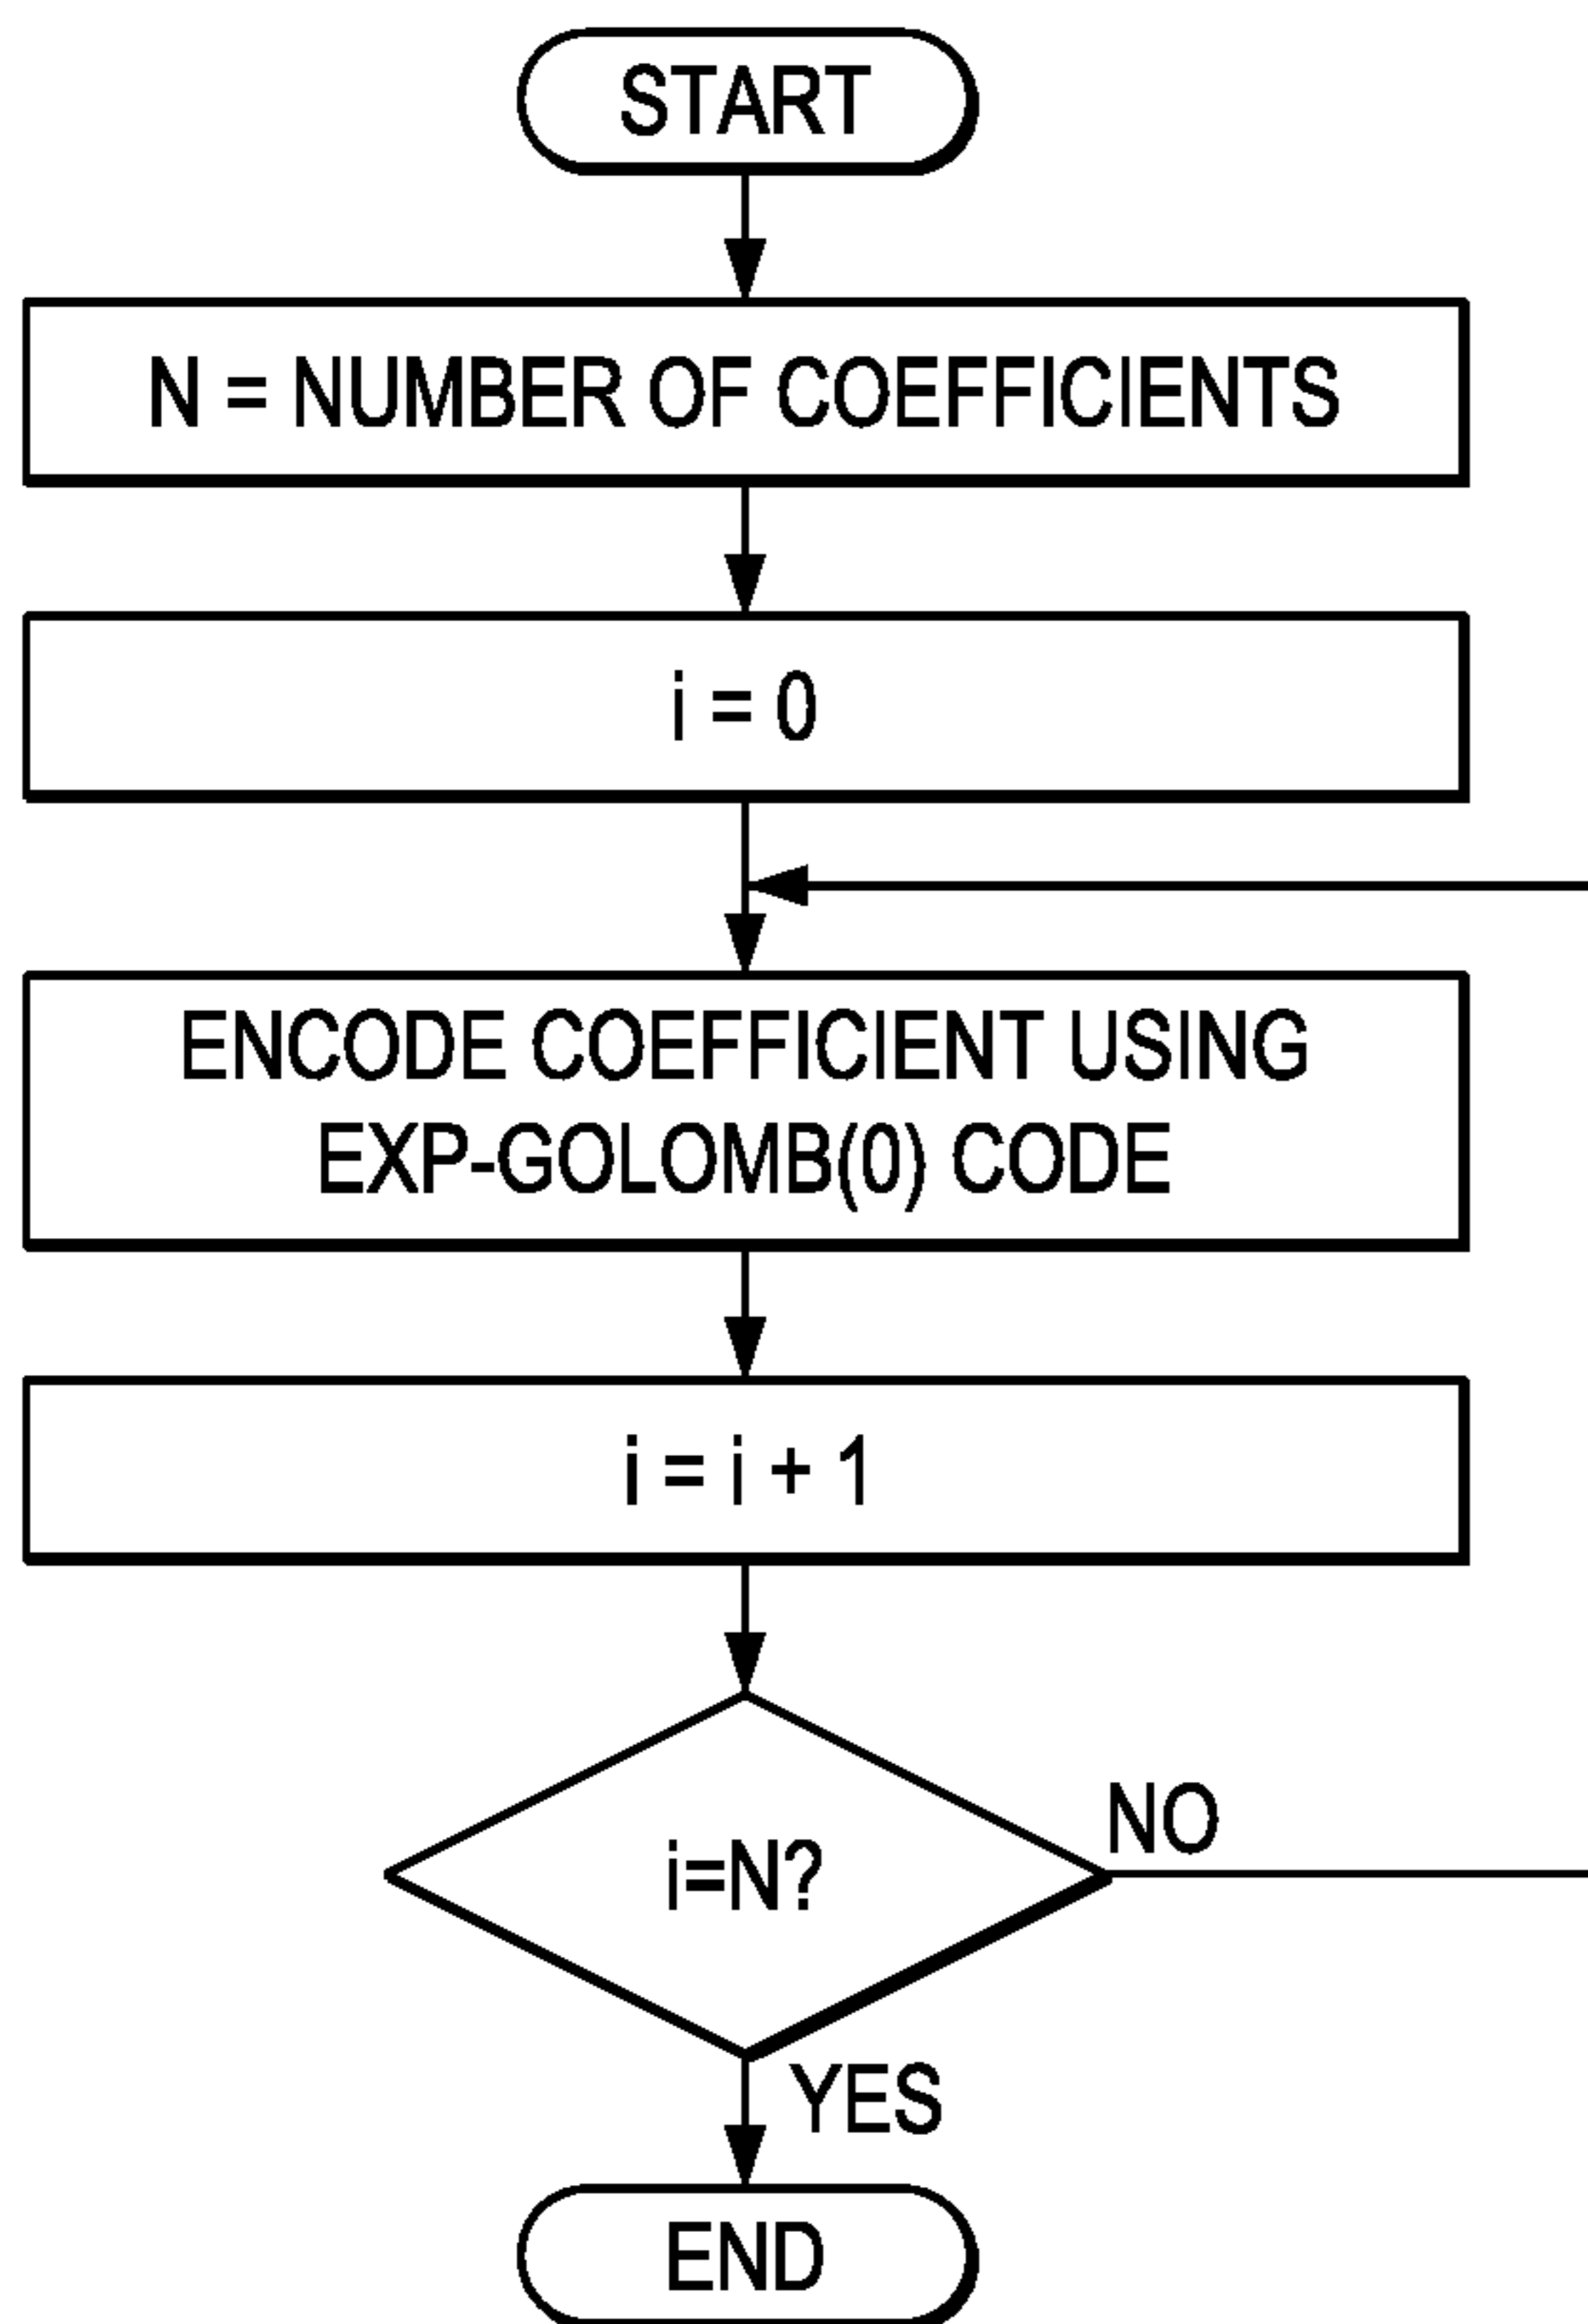 START
N = NUMBER OF COEFFICIENTS
i = 0
ENCODE COEFFICIENT USING
EXP-GOLOMB(0) CODE
i = i + 1
i=N?
NO
YES
END